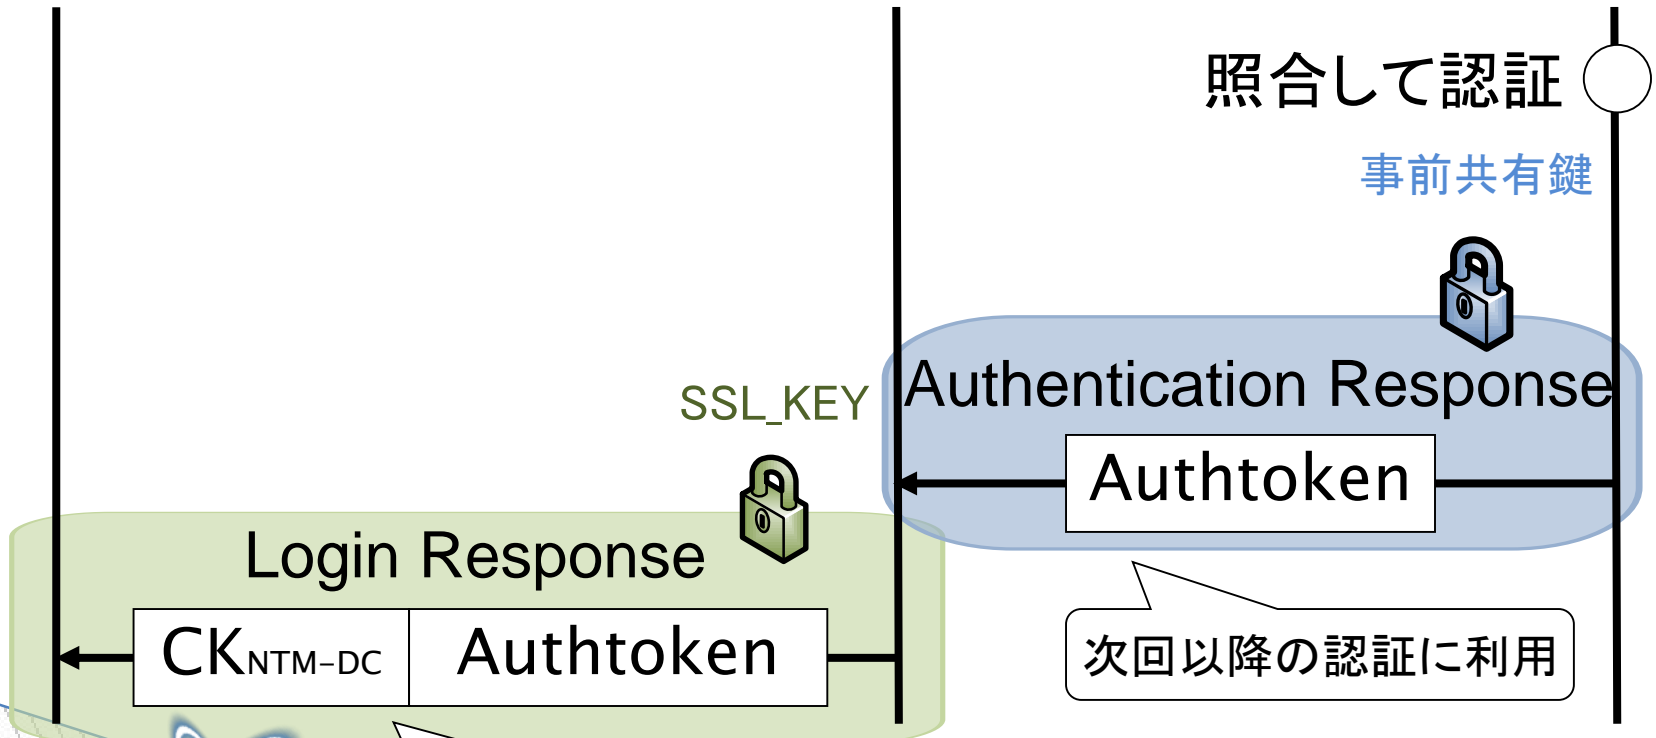 照合して認証
事前共有鍵
Authentication Response
SSL_KEY
Authtoken
Login Response
CKNTM-DC
Authtoken
次回以降の認証に利用